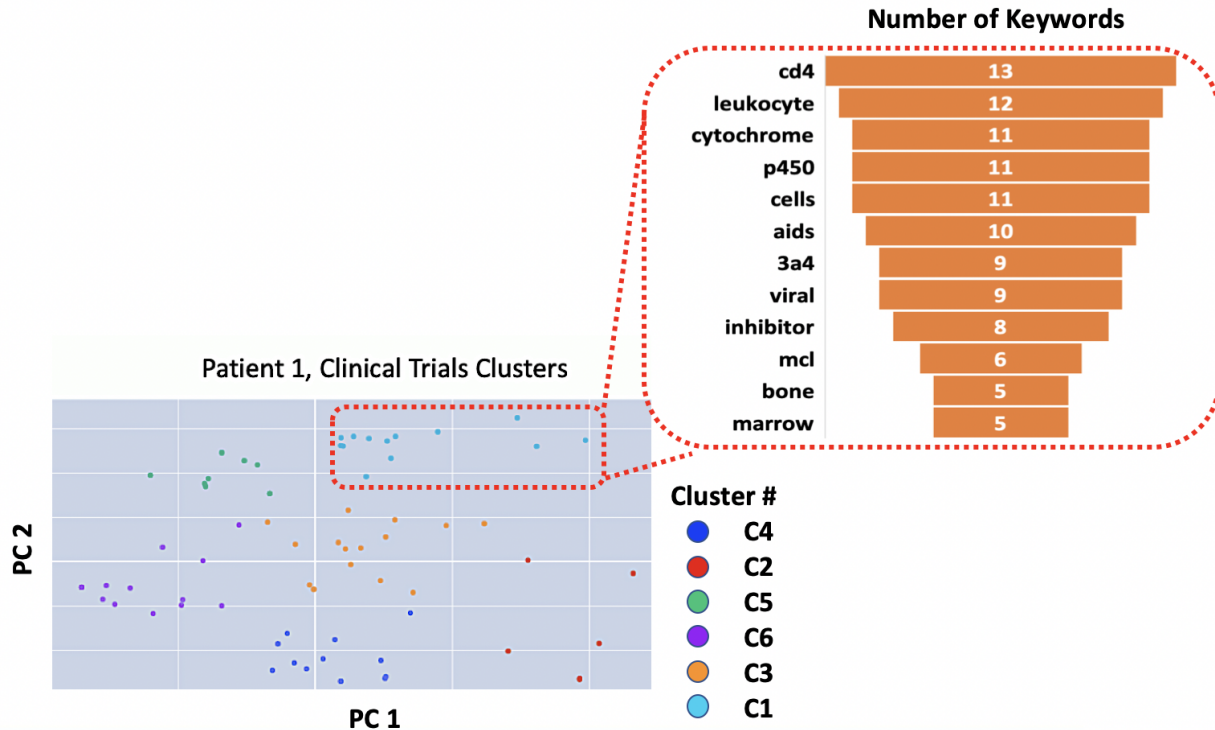 Number of Keywords
cd4 13
leukocyte 12
cytochrome 11
p450 11
cells 11
aids 10
3a4 9
viral 9
inhibitor 8
mcl 6
bone 5
marrow 5
Patient 1, Clinical Trials Clusters
PC 2
PC 1
Cluster #
C4
C2
C5
C6
C3
C1